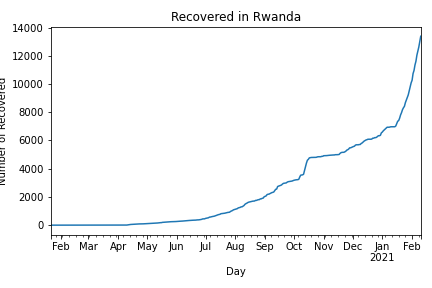 Recovered in Rwanda
Number of Recovered
14000
12000
10000
8000
6000
4000
2000
0
Feb Mar Apr May Jun Jul Aug Sep Oct Nov Dec Jan Feb
2021
Day